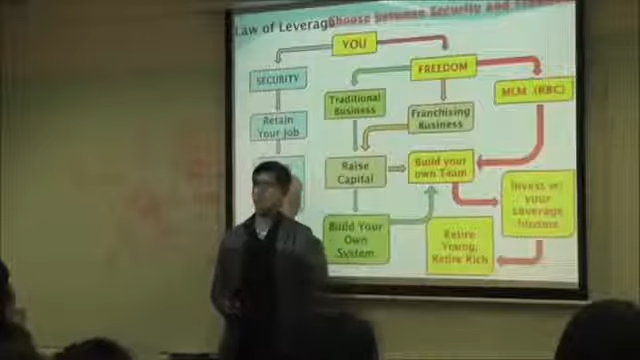 Law of Leverage
Choose between Security and Freedom
YOU
SECURITY
FREEDOM
MLM (RBC)
Traditional
Business
Franchising
Business
Retain
Your Job
Raise
Capital
Build your
own Team
Invest
your
Leverage
Income
Build Your
Own
System
Retire
Young,
Retire Rich